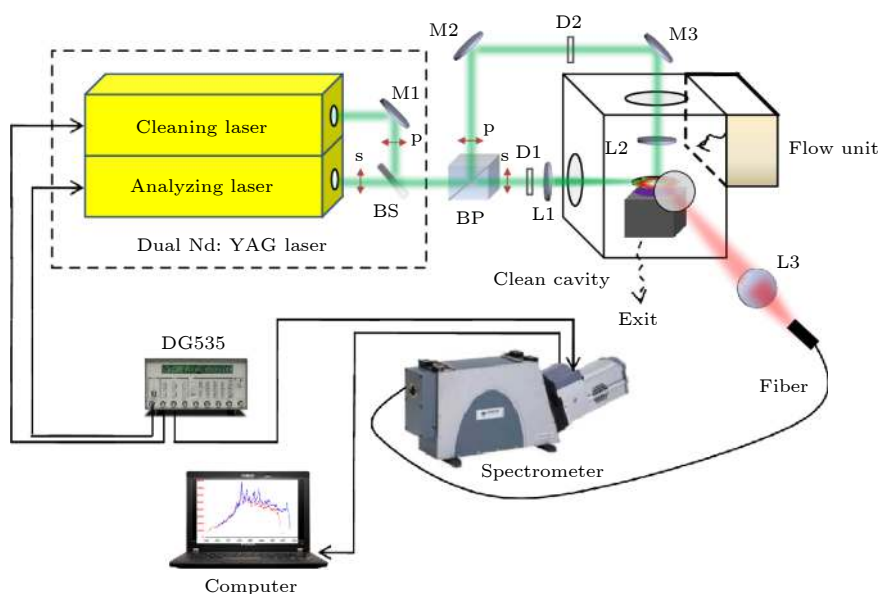 M2
D2
M3
M1
Cleaning laser
p
p
L2
Flow unit
s
s
D1
Analyzing laser
BS
BP
L1
Dual Nd: YAG laser
Clean cavity
L3
Exit
DG535
Fiber
Spectrometer
Computer